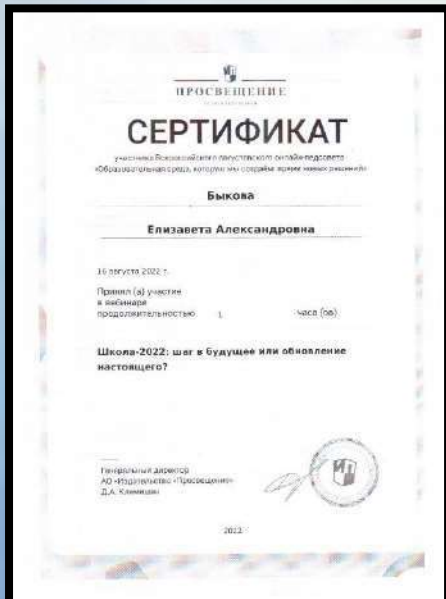 ПРОСВЕЩЕНИЕ
СЕРТИФИКАТ
участника Всероссийского августовского онлайн-педсовета
«Образовательная среда, которую мы создаём: время новых решений»
Быкова
Елизавета Александровна
16 августа 2022 г.
Принял (а) участие
в вебинаре
продолжительностью 1 часа (ов)
Школа-2022: шаг в будущее или обновление
настоящего?
Генеральный директор
АО «Издательство «Просвещение»
Д.А. Климишин
2022